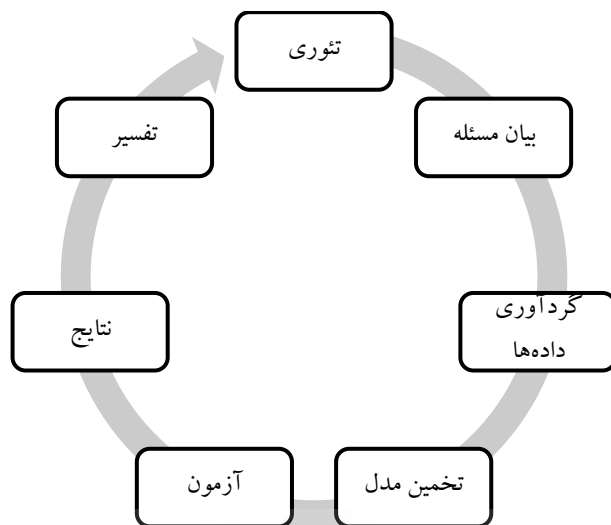 تئوری
بیان مسئله
گردآوری
داده‌ها
تخمین مدل
آزمون
نتایج
تفسیر